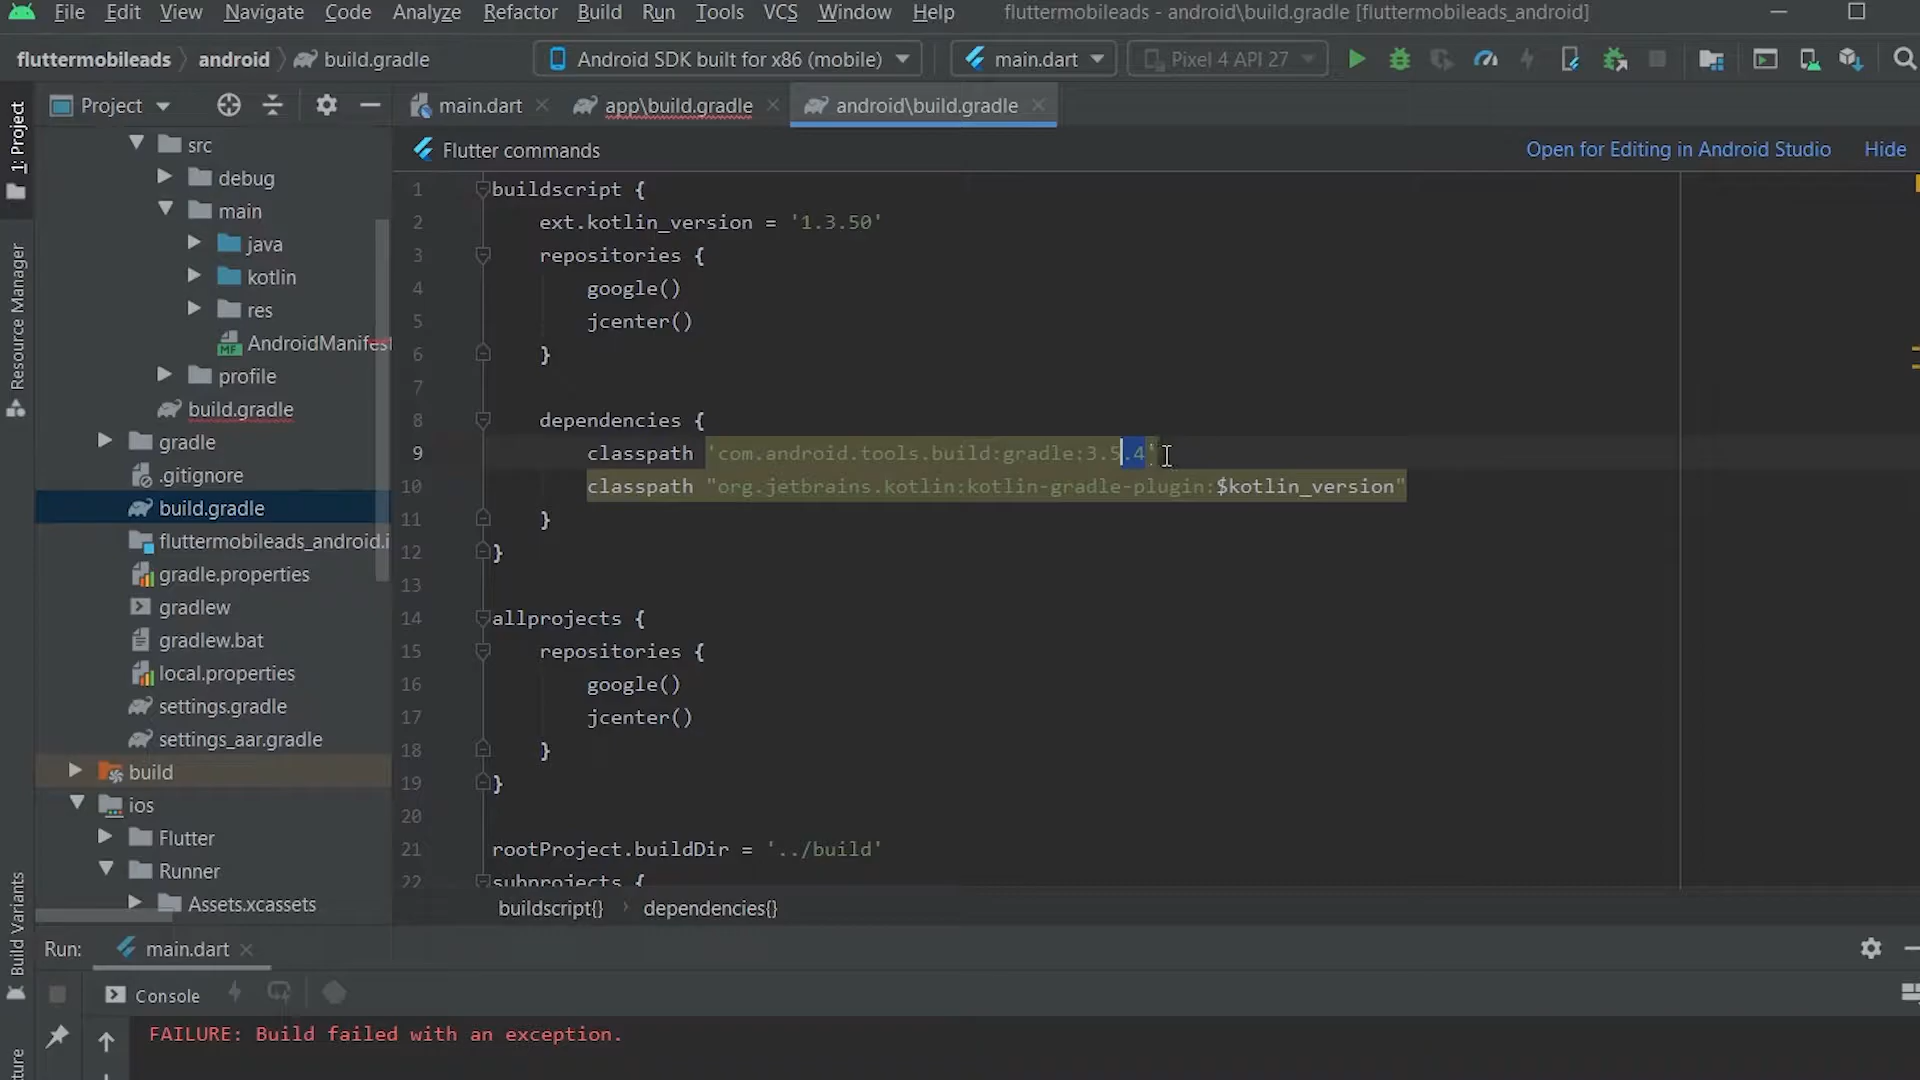 File Edit View Navigate Code Analyze Refactor Build Run Tools VCS Window Help fluttermobileads - android\build.gradle [fluttermobileads_android]
fluttermobileads android build.gradle Android SDK built for x86 (mobile) main.dart Pixel 4 API 27
1: Project
Resource Manager
Build Variants
Project main.dart app\build.gradle android\build.gradle
Flutter commands Open for Editing in Android Studio Hide
src
debug
main
java
kotlin
res
MF AndroidManifest
profile
build.gradle
gradle
.gitignore
build.gradle
fluttermobileads_android.i
gradle.properties
gradlew
gradlew.bat
local.properties
settings.gradle
settings_aar.gradle
build
ios
Flutter
Runner
Assets.xcassets
1 buildscript {
2 ext.kotlin_version = '1.3.50'
3 repositories {
4 google()
5 jcenter()
6 }
7
8 dependencies {
9 classpath 'com.android.tools.build:gradle:3.5.4'
10 classpath "org.jetbrains.kotlin:kotlin-gradle-plugin:$kotlin_version"
11 }
12 }
13
14 allprojects {
15 repositories {
16 google()
17 jcenter()
18 }
19 }
20
21 rootProject.buildDir = '../build'
22 subprojects {
buildscript{} dependencies{}
Run: main.dart
Console
FAILURE: Build failed with an exception.